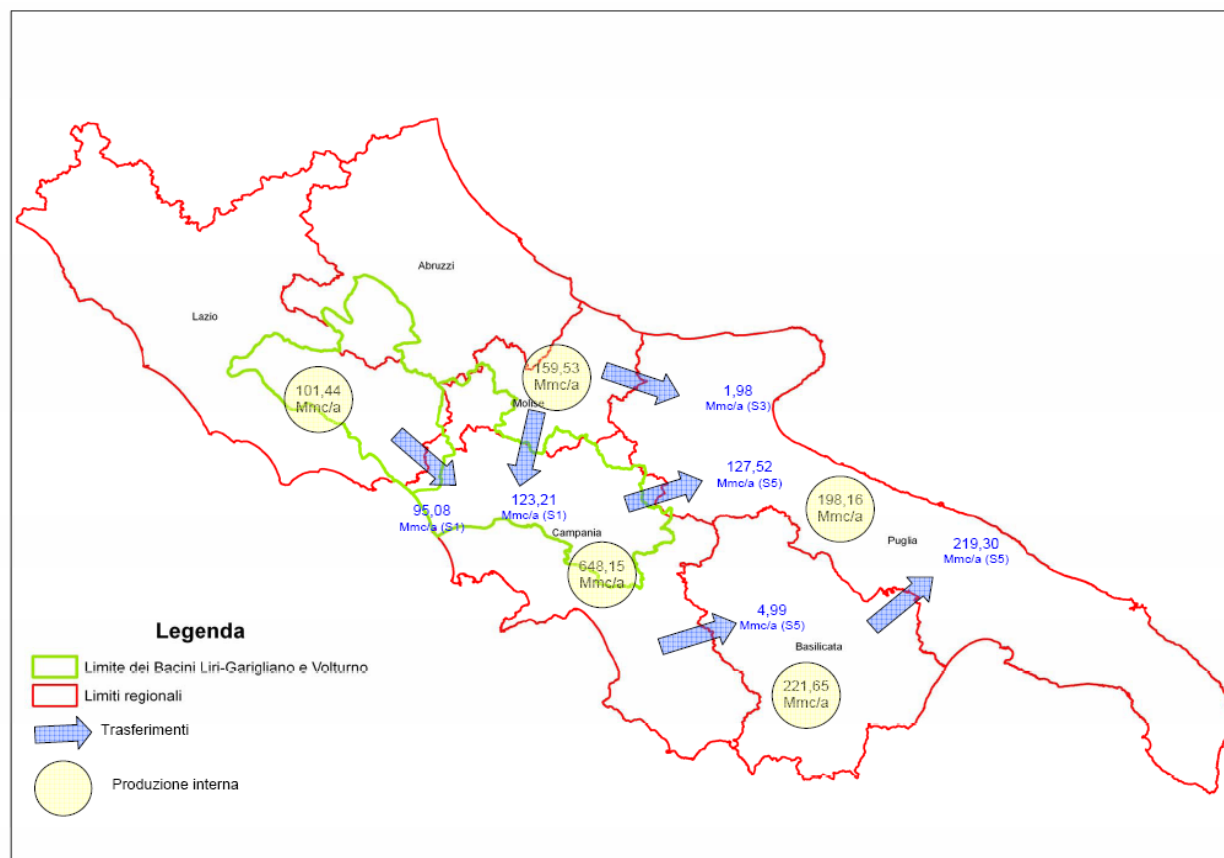 Abruzzi
Lazio
159,53
Mmc/a
Molise
101,44
Mmc/a
1,98
Mmc/a (S3)
127,52
Mmc/a (S5)
95,08
Mmc/a (S1)
123,21
Mmc/a (S1)
198,16
Mmc/a
Campania
Puglia
219,30
Mmc/a (S5)
648,15
Mmc/a
4,99
Mmc/a (S5)
Basilicata
221,65
Mmc/a
Legenda
Limite dei Bacini Liri-Garigliano e Volturno
Limiti regionali
Trasferimenti
Produzione interna